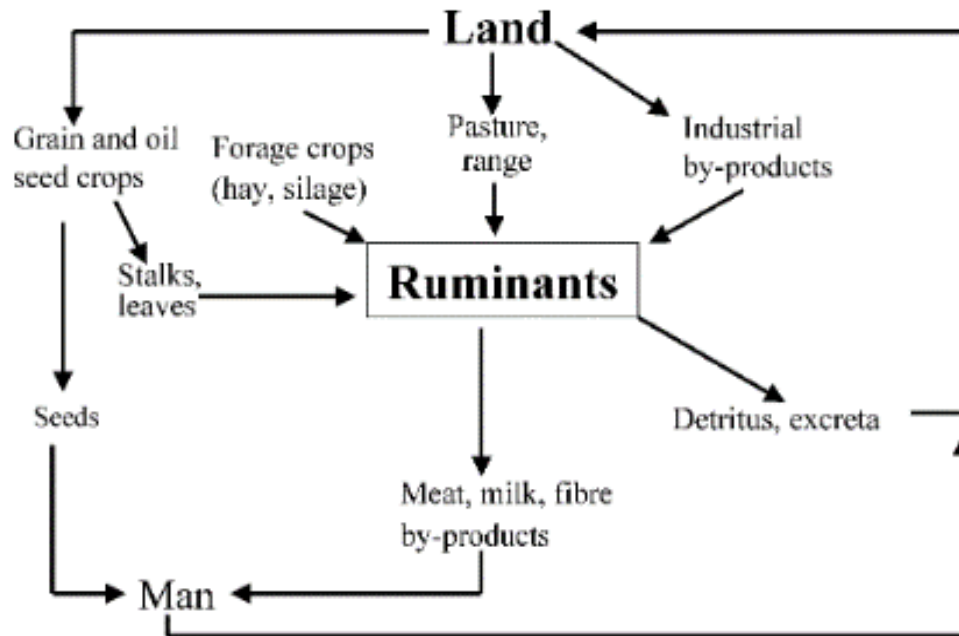 Land
Grain and oil
seed crops
Forage crops
(hay, silage)
Pasture,
range
Industrial
by-products
Stalks,
leaves
Ruminants
Seeds
Detritus, excreta
Meat, milk, fibre
by-products
Man